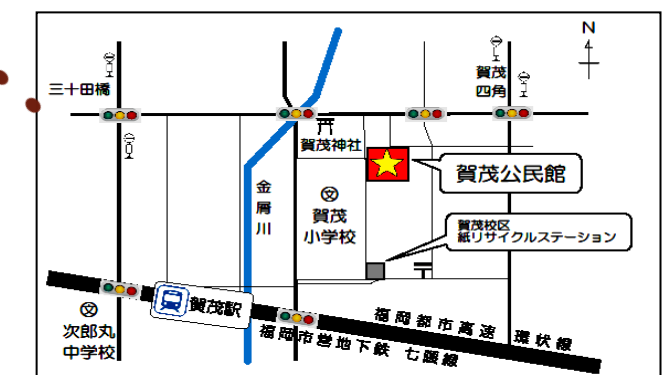 N
三十田橋
賀茂
四角
賀茂神社
賀茂公民館
金
屑
川
文
賀茂
小学校
賀茂校区
紙リサイクルステーション
賀茂駅
文
次郎丸
中学校
福岡都市高速 環状線
福岡市営地下鉄 七隈線